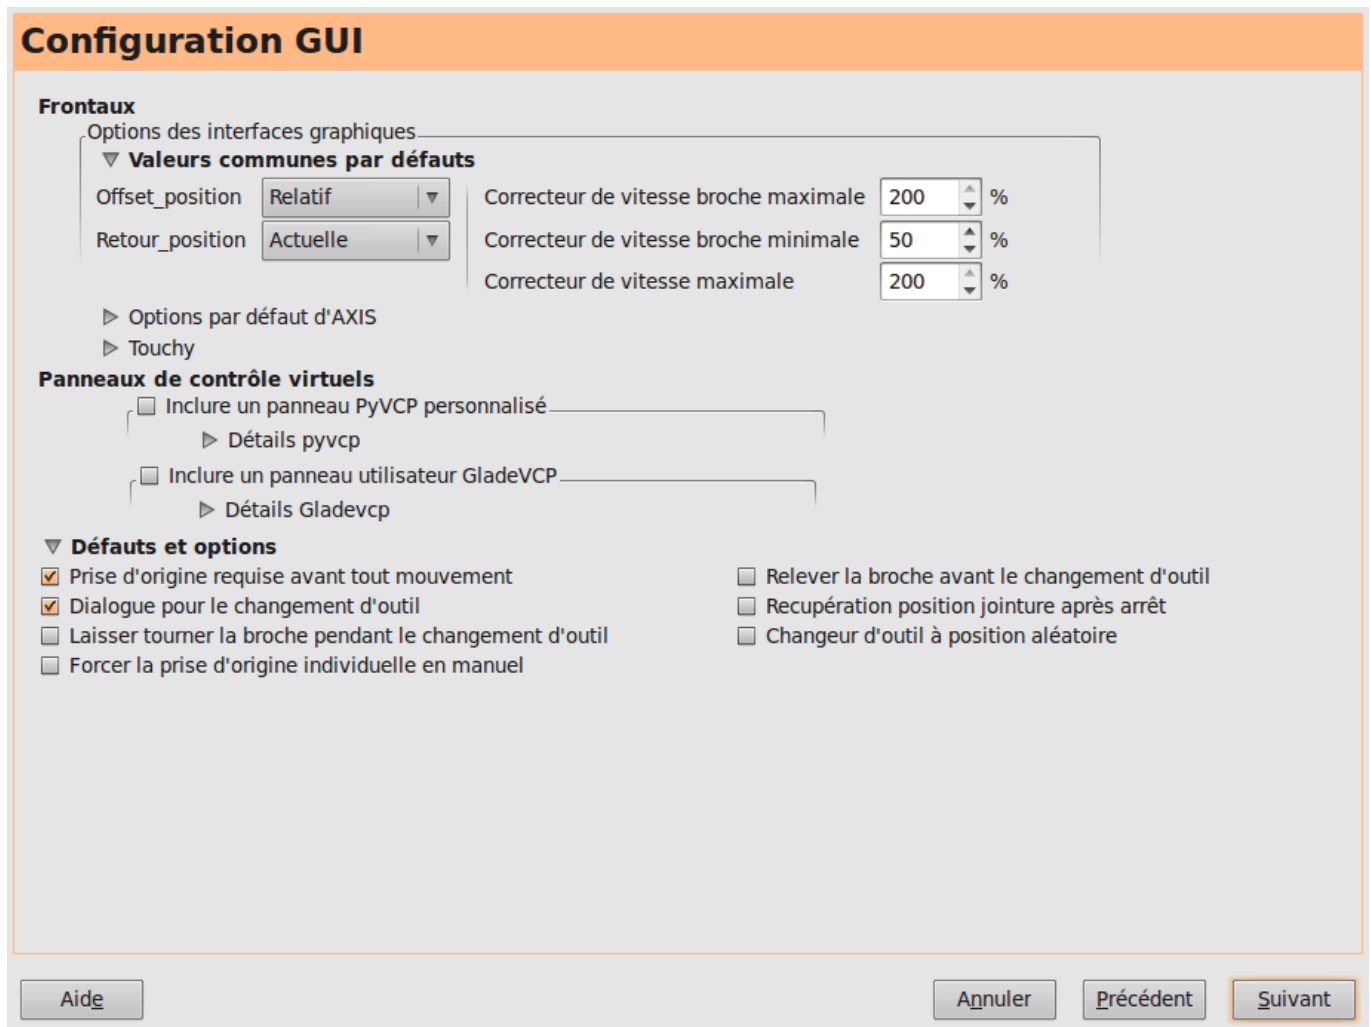 Configuration GUI
Frontaux
Options des interfaces graphiques
Valeurs communes par défauts
Offset_position Relatif Correcteur de vitesse broche maximale 200 %
Retour_position Actuelle Correcteur de vitesse broche minimale 50 %
Correcteur de vitesse maximale 200 %
Options par défaut d'AXIS
Touchy
Panneaux de contrôle virtuels
Inclure un panneau PyVCP personnalisé
Détails pyvcp
Inclure un panneau utilisateur GladeVCP
Détails Gladevcp
Défauts et options
Prise d'origine requise avant tout mouvement Relever la broche avant le changement d'outil
Dialogue pour le changement d'outil Recupération position jointure après arrêt
Laisser tourner la broche pendant le changement d'outil Changeur d'outil à position aléatoire
Forcer la prise d'origine individuelle en manuel
Aide Annuler Précédent Suivant